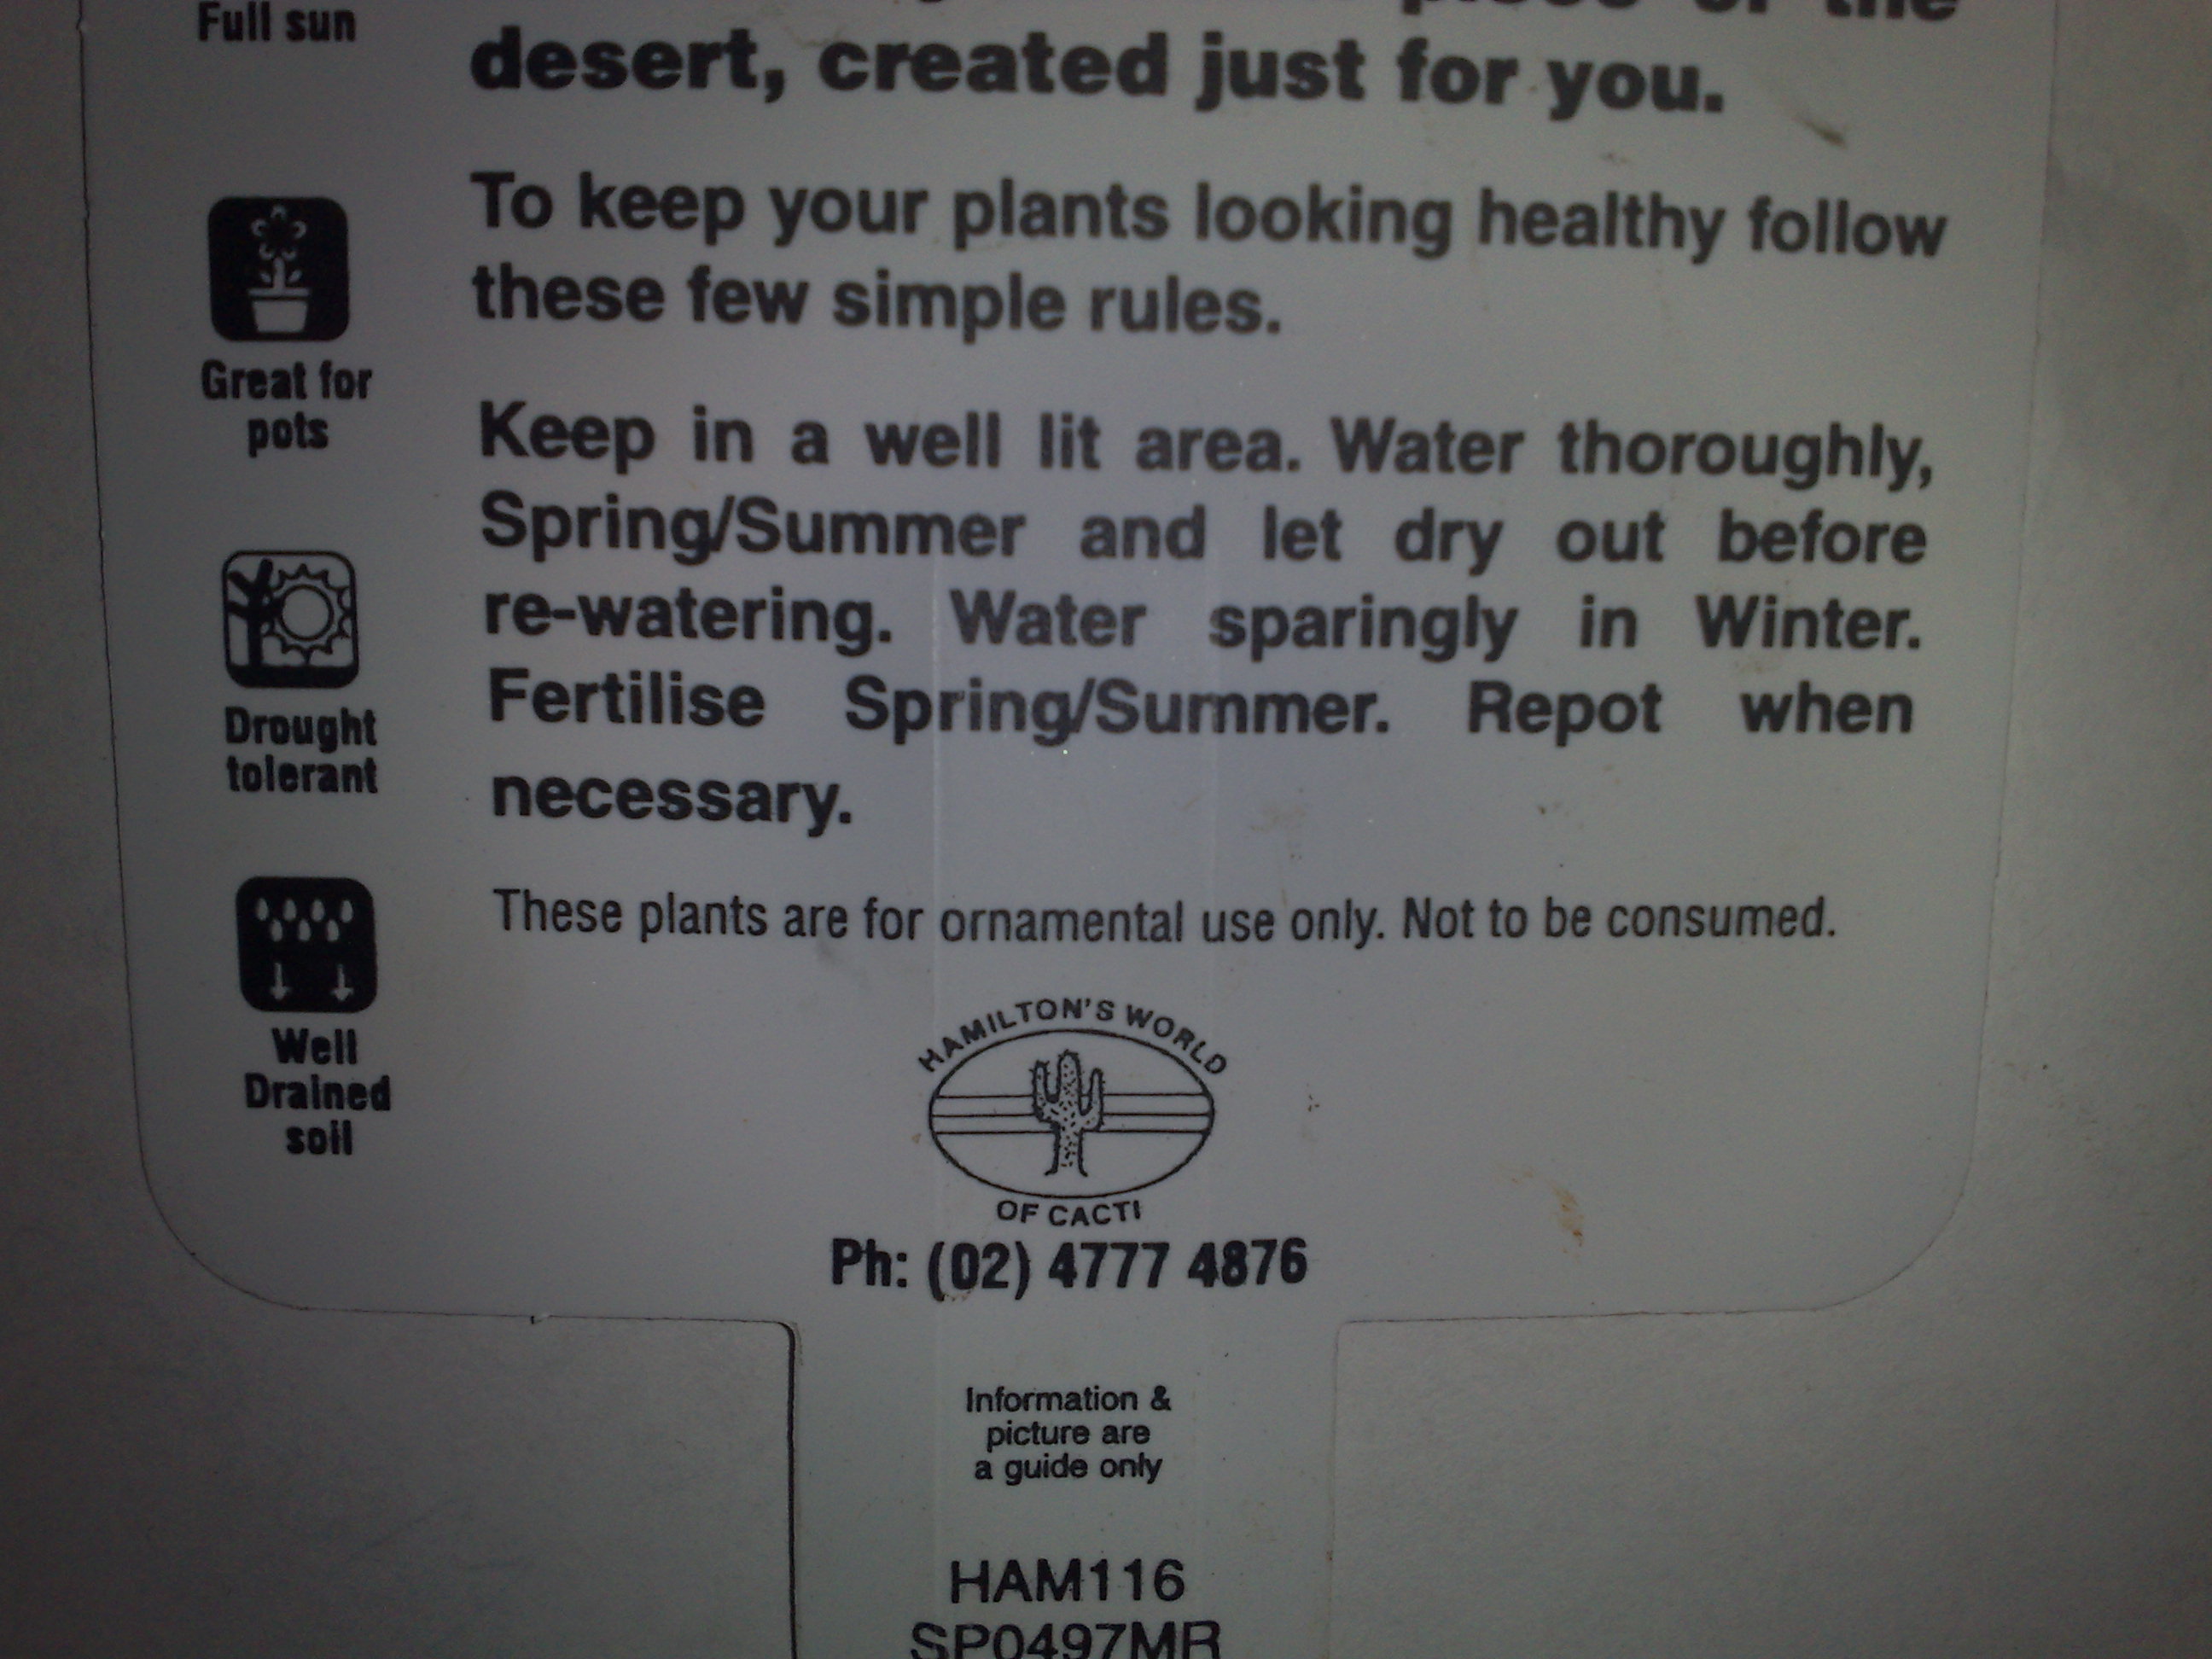 Full sun
desert, created just for you.
To keep your plants looking healthy follow
these few simple rules.
Great for
pots
Keep in a well lit area. Water thoroughly,
Spring/Summer and let dry out before
re-watering. Water sparingly in Winter.
Fertilise Spring/Summer. Repot when
necessary.
Drought
tolerant
These plants are for ornamental use only. Not to be consumed.
Well
Drained
soil
HAMILTON'S WORLD
OF CACTI
Ph: (02) 4777 4876
Information &
picture are
a guide only
HAM116
SP0497MR